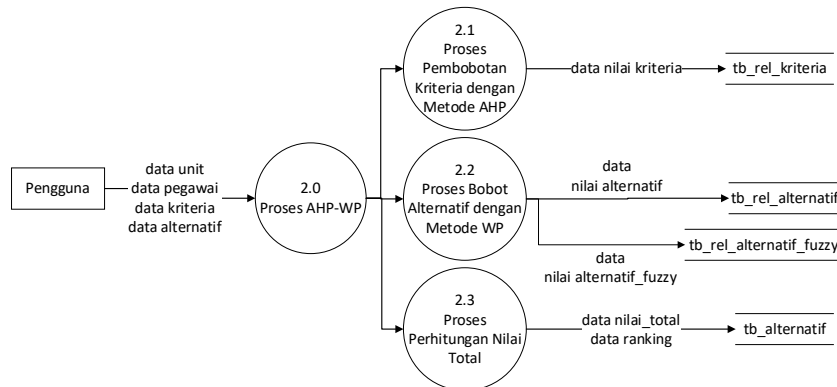 2.1
Proses
Pembobotan
Kriteria dengan
Metode AHP
data nilai kriteria
tb_rel_kriteria
Pengguna
data unit
data pegawai
data kriteria
data alternatif
2.0
Proses AHP-WP
2.2
Proses Bobot
Alternatif dengan
Metode WP
data
nilai alternatif
tb_rel_alternatif
data
nilai alternatif_fuzzy
tb_rel_alternatif_fuzzy
2.3
Proses
Perhitungan Nilai
Total
data nilai_total
data ranking
tb_alternatif